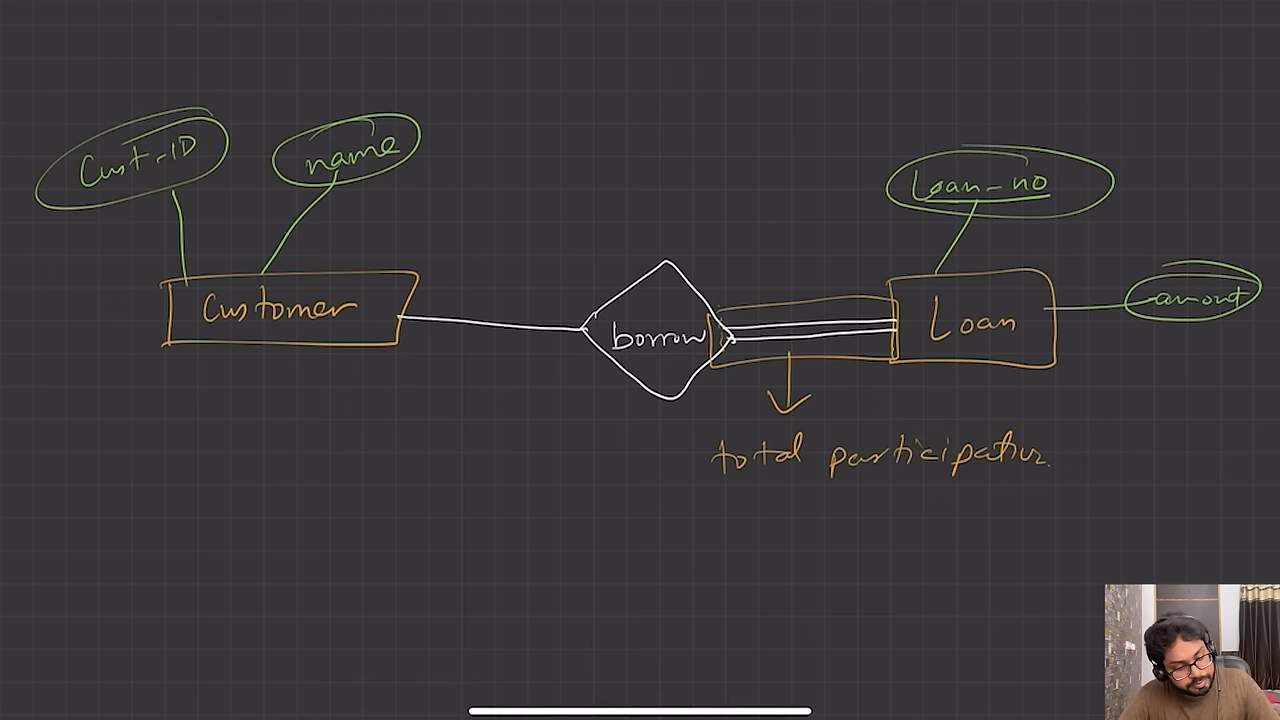 Cust-ID
name
Loan-no
amount
Customer
borrow
Loan
total participation